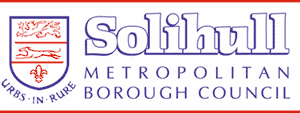 Solihull
METROPOLITAN
BOROUGH COUNCIL
URBS·IN·RURE